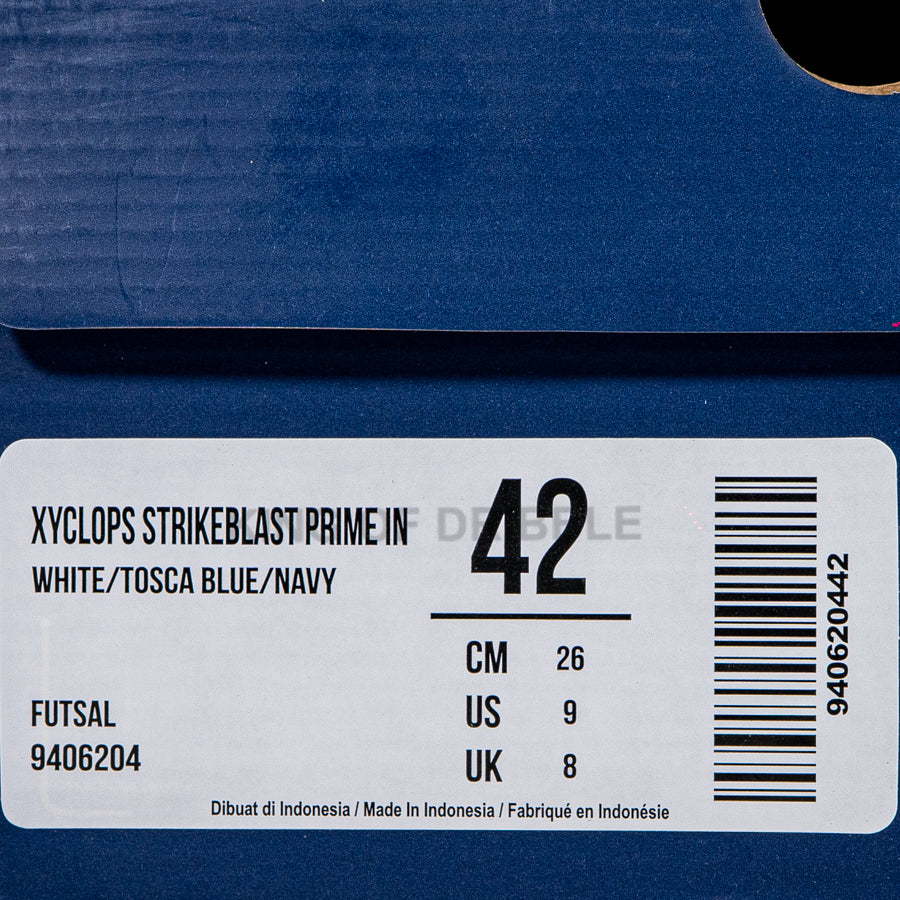 XYCLOPS STRIKEBLAST PRIME IN
WHITE/TOSCA BLUE/NAVY
FUTSAL
9406204
42
CM 26
US 9
UK 8
940620442
Dibuat di Indonesia / Made In Indonesia / Fabriqué en Indonésie